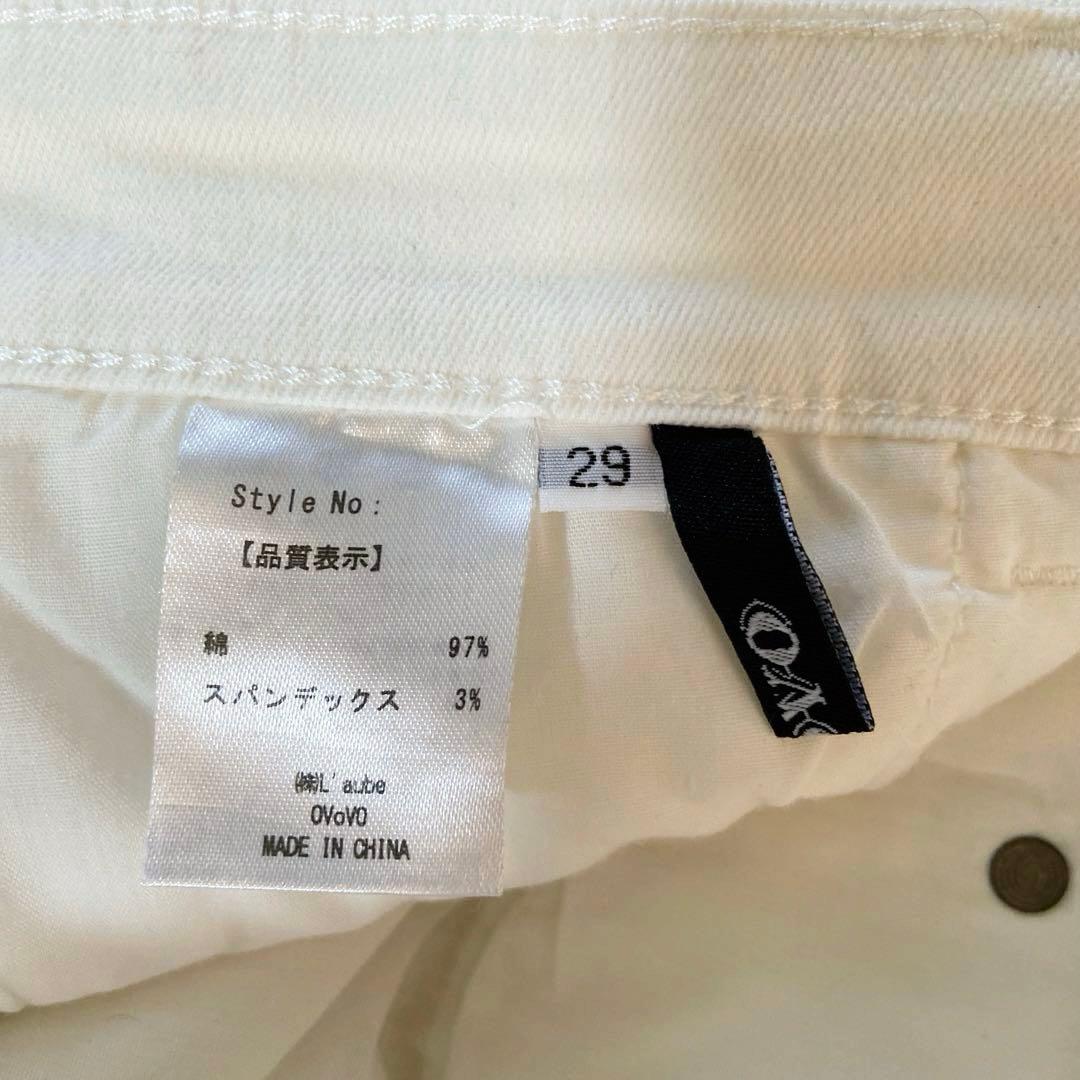 Style No :
【品質表示】
綿 97%
スパンデックス 3%
㈱L'aube
OVoVO
MADE IN CHINA
29